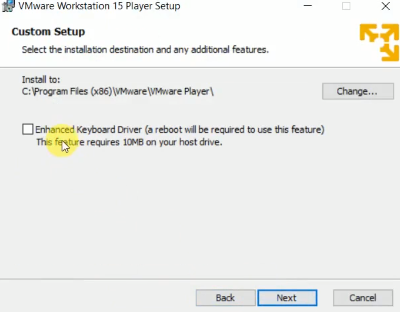 VMware Workstation 15 Player Setup
Custom Setup
Select the installation destination and any additional features.
Install to:
C:\Program Files (x86)\VMware\VMware Player\
Change...
Enhanced Keyboard Driver (a reboot will be required to use this feature)
This feature requires 10MB on your host drive.
Back
Next
Cancel